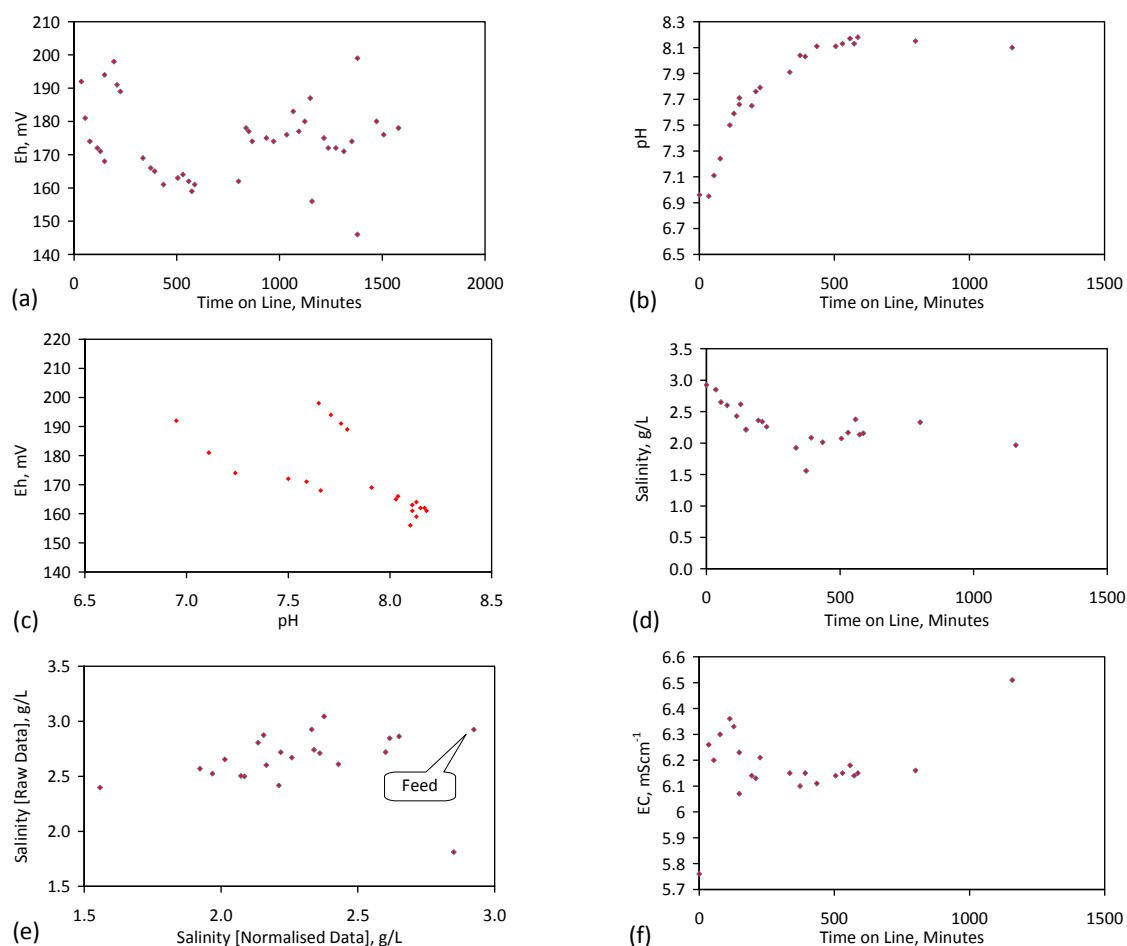 210
200
190
180
170
160
150
140
Eh, mV
0 500 1000 1500 2000
Time on Line, Minutes
(a)
8.3
8.1
7.9
7.7
7.5
7.3
7.1
6.9
6.7
6.5
pH
0 500 1000 1500
Time on Line, Minutes
(b)
220
210
200
190
180
170
160
150
140
Eh, mV
6.5 7.0 7.5 8.0 8.5
pH
(c)
3.5
3.0
2.5
2.0
1.5
1.0
0.5
0.0
Salinity, g/L
0 500 1000 1500
Time on Line, Minutes
(d)
3.5
3.0
2.5
2.0
1.5
Salinity [Raw Data], g/L
Feed
1.5 2.0 2.5 3.0
Salinity [Normalised Data], g/L
(e)
6.6
6.5
6.4
6.3
6.2
6.1
6
5.9
5.8
5.7
EC, mScm⁻¹
0 500 1000 1500
Time on Line, Minutes
(f)